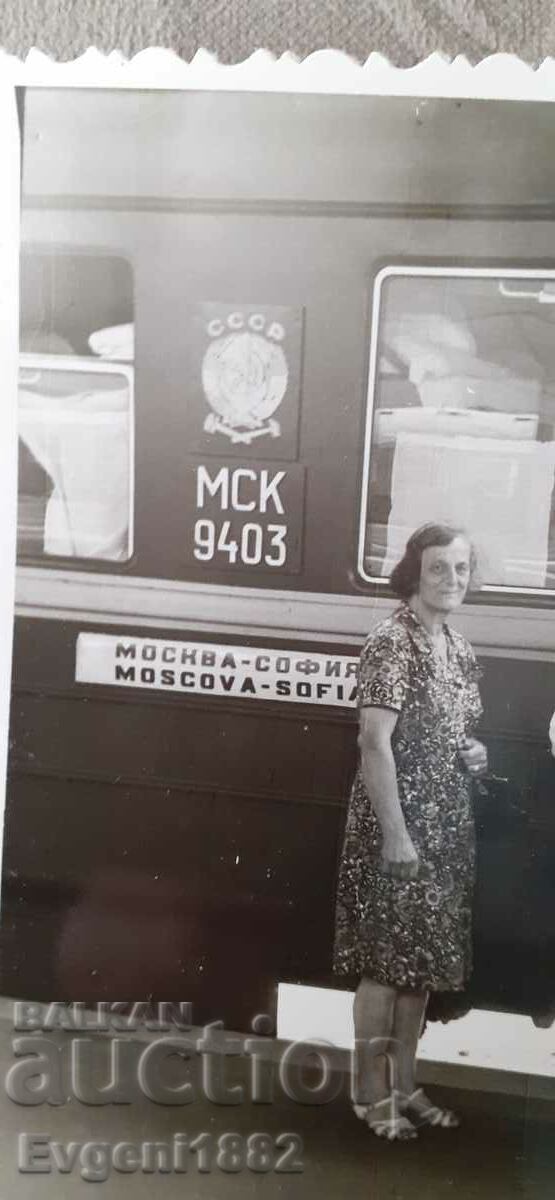 СССР
МСК
9403
МОСКВА-СОФИЯ
MOSCOVA-SOFIA
BALKAN
auction
Evgeni1882